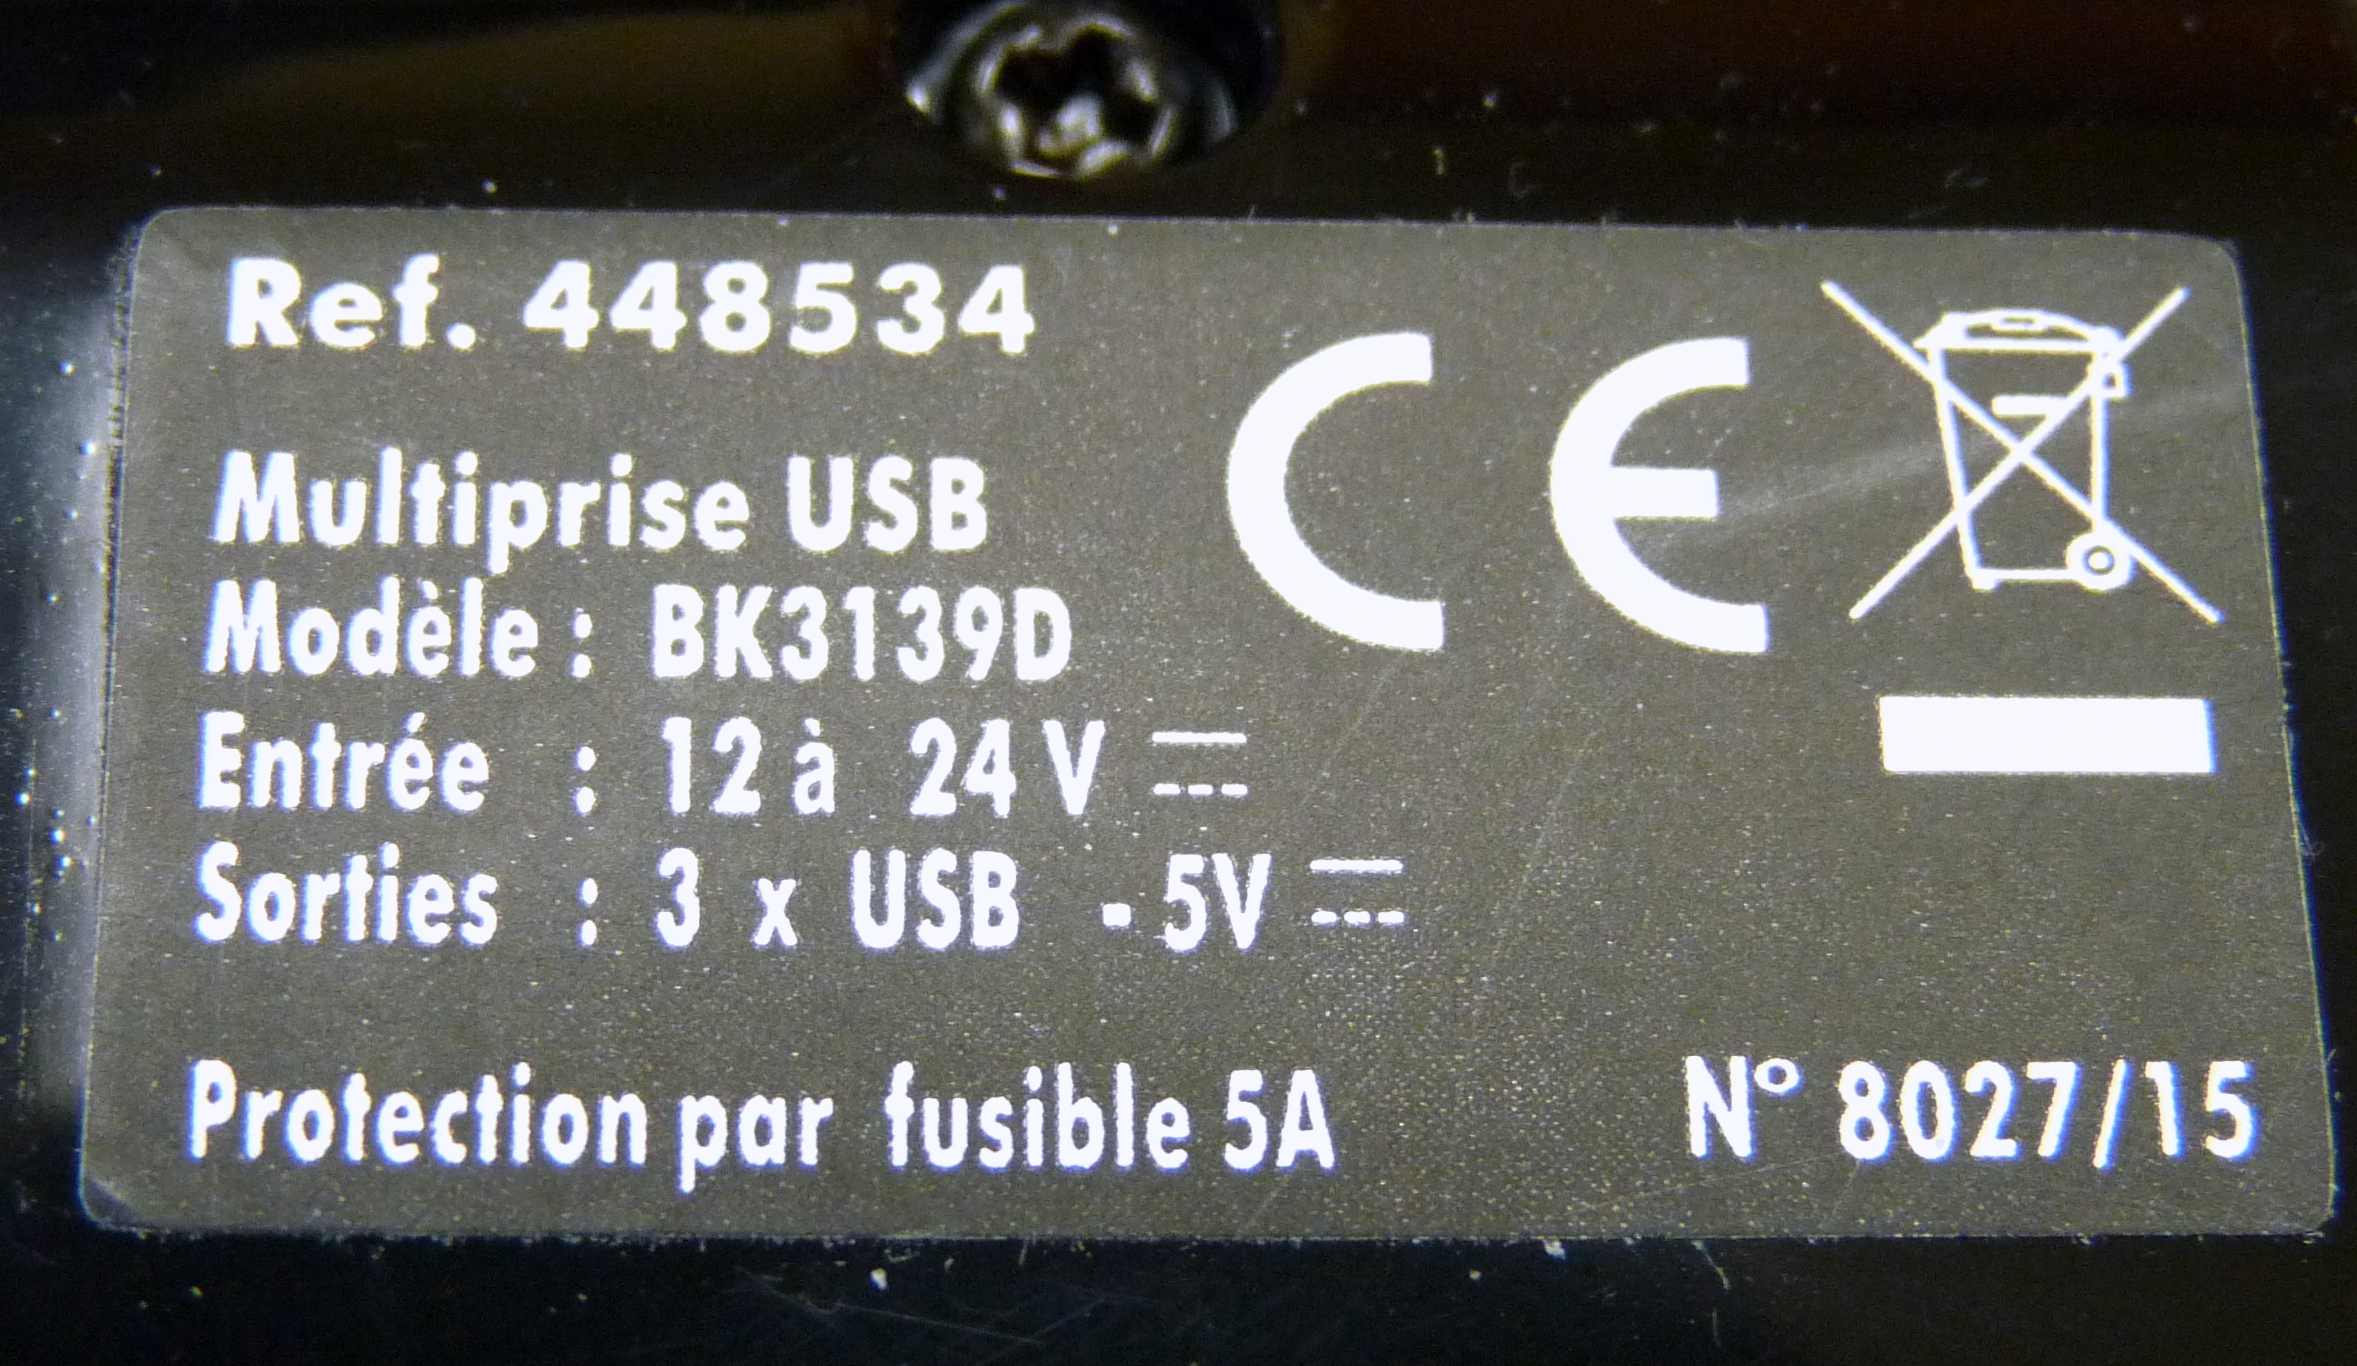 Ref. 448534
CE
Multiprise USB
Modèle : BK3139D
Entrée : 12 à 24 V ⎓
Sorties : 3 x USB - 5V ⎓
Protection par fusible 5A
N° 8027/15